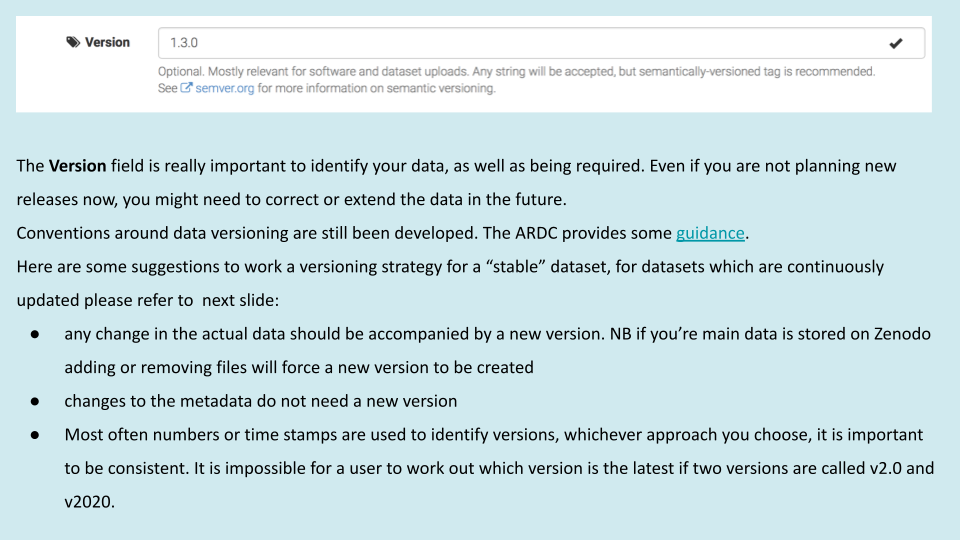 Version 1.3.0
Optional. Mostly relevant for software and dataset uploads. Any string will be accepted, but semantically-versioned tag is recommended.
See semver.org for more information on semantic versioning.
The Version field is really important to identify your data, as well as being required. Even if you are not planning new
releases now, you might need to correct or extend the data in the future.
Conventions around data versioning are still been developed. The ARDC provides some guidance.
Here are some suggestions to work a versioning strategy for a “stable” dataset, for datasets which are continuously
updated please refer to  next slide:
● any change in the actual data should be accompanied by a new version. NB if you’re main data is stored on Zenodo
adding or removing files will force a new version to be created
● changes to the metadata do not need a new version
● Most often numbers or time stamps are used to identify versions, whichever approach you choose, it is important
to be consistent. It is impossible for a user to work out which version is the latest if two versions are called v2.0 and
v2020.